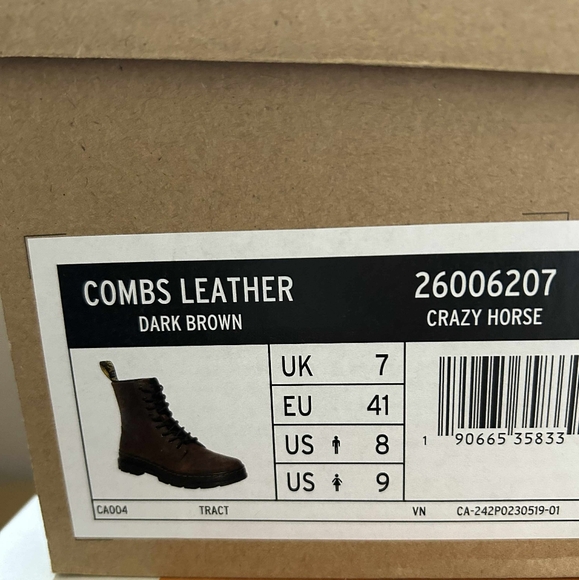 COMBS LEATHER 26006207
DARK BROWN CRAZY HORSE
UK 7
EU 41
US 8
US 9
1 90665 35833
CA004 TRACT VN CA-242P0230519-01